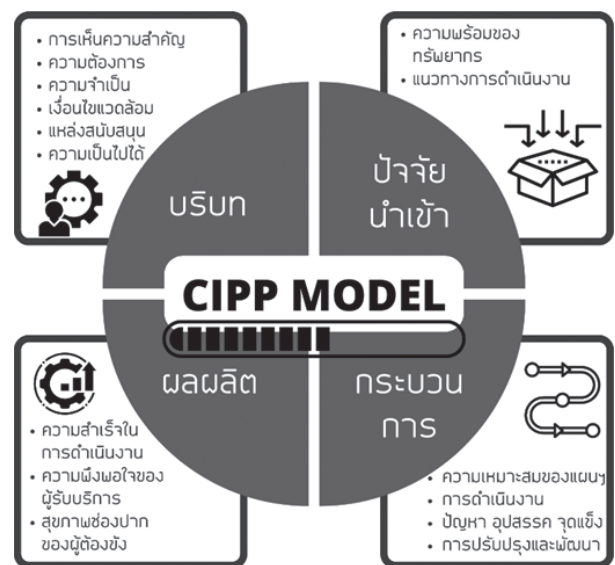 • การเห็นความสำคัญ
• ความต้องการ
• ความจำเป็น
• เงื่อนไขแวดล้อม
• แหล่งสนับสนุน
• ความเป็นไปได้
บริบท
• ความพร้อมของ
ทรัพยากร
• แนวทางการดำเนินงาน
ปัจจัย
นำเข้า
CIPP MODEL
ผลผลิต
• ความสำเร็จใน
การดำเนินงาน
• ความพึงพอใจของ
ผู้รับบริการ
• สุขภาพช่องปาก
ของผู้ต้องขัง
กระบวน
การ
• ความเหมาะสมของแผนฯ
• การดำเนินงาน
• ปัญหา อุปสรรค จุดแข็ง
• การปรับปรุงและพัฒนา